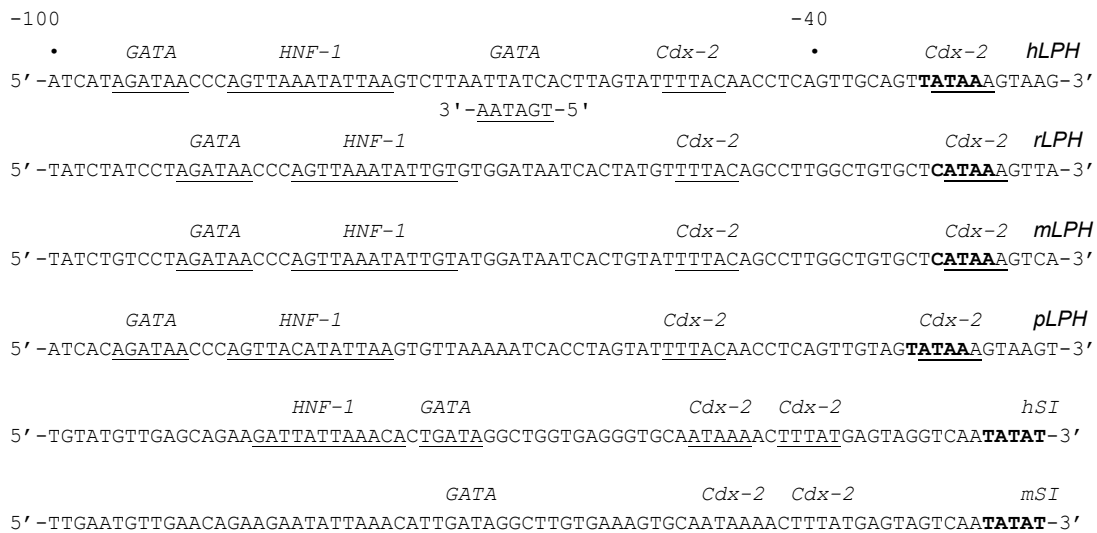 -100 -40
• GATA HNF-1 GATA Cdx-2 • Cdx-2 hLPH
5′-ATCATAGATAACCCAGTTAAATATTAAGTCTTAATTATCACTTAGTATTTTACAACCTCAGTTGCAGTTATAAAGTAAG-3′
3'-AATAGT-5'
GATA HNF-1 Cdx-2 Cdx-2 rLPH
5′-TATCTATCCTAGATAACCCAGTTAAATATTGTGTGGATAATCACTATGTTTTACAGCCTTGGCTGTGCTCATAAAGTTA-3′
GATA HNF-1 Cdx-2 Cdx-2 mLPH
5′-TATCTGTCCTAGATAACCCAGTTAAATATTGTATGGATAATCACTGTATTTTACAGCCTTGGCTGTGCTCATAAAGTCA-3′
GATA HNF-1 Cdx-2 Cdx-2 pLPH
5′-ATCACAGATAACCCAGTTACATATTAAGTGTTAAAAATCACCTAGTATTTTACAACCTCAGTTGTAGTATAAAGTAAGT-3′
HNF-1 GATA Cdx-2 Cdx-2 hSI
5′-TGTATGTTGAGCAGAAGATTATTAAACACTGATAGGCTGGTGAGGGTGCAATAAAACTTTATGAGTAGGTCAATATAT-3′
GATA Cdx-2 Cdx-2 mSI
5′-TTGAATGTTGAACAGAAGAATATTAAACATTGATAGGCTTGTGAAAGTGCAATAAAACTTTATGAGTAGTCAATATAT-3′